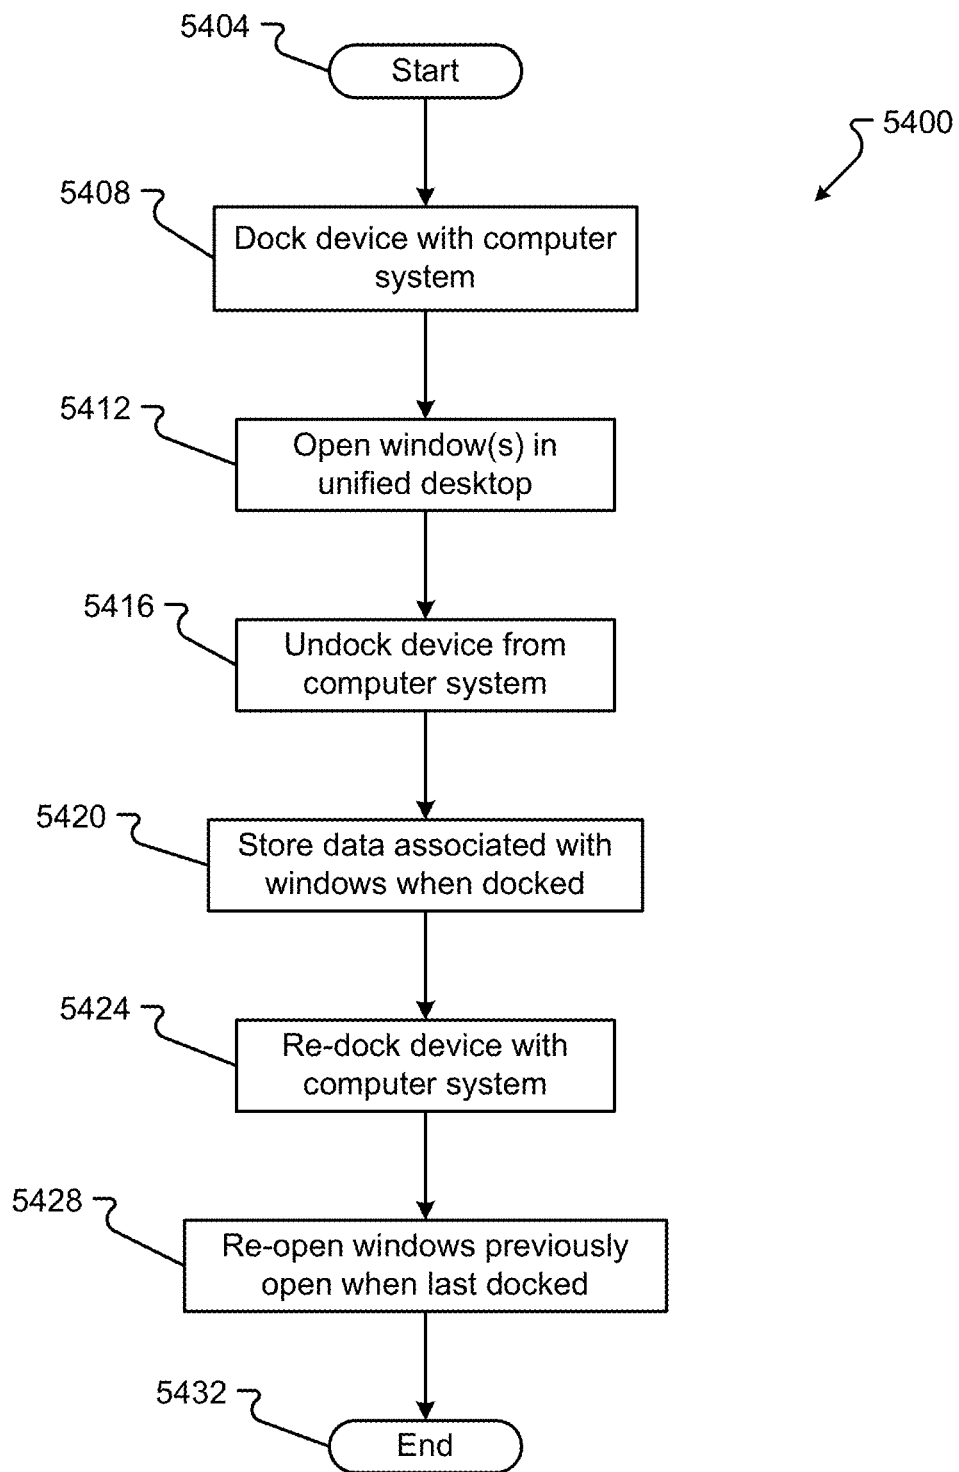 5404
Start
5400
5408
Dock device with computer
system
5412
Open window(s) in
unified desktop
5416
Undock device from
computer system
5420
Store data associated with
windows when docked
5424
Re-dock device with
computer system
5428
Re-open windows previously
open when last docked
5432
End